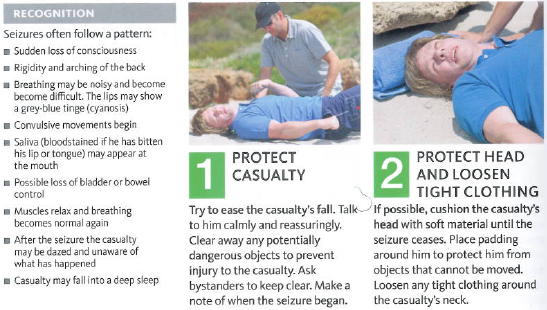 RECOGNITION
Seizures often follow a pattern:
Sudden loss of consciousness
Rigidity and arching of the back
Breathing may be noisy and become
become difficult. The lips may show
a grey-blue tinge (cyanosis)
Convulsive movements begin
Saliva (bloodstained if he has bitten
his lip or tongue) may appear at
the mouth
Possible loss of bladder or bowel
control
Muscles relax and breathing
becomes normal again
After the seizure the casualty
may be dazed and unaware of
what has happened
Casualty may fall into a deep sleep
1 PROTECT
CASUALTY
Try to ease the casualty's fall. Talk
to him calmly and reassuringly.
Clear away any potentially
dangerous objects to prevent
injury to the casualty. Ask
bystanders to keep clear. Make a
note of when the seizure began.
2 PROTECT HEAD
AND LOOSEN
TIGHT CLOTHING
If possible, cushion the casualty's
head with soft material until the
seizure ceases. Place padding
around him to protect him from
objects that cannot be moved.
Loosen any tight clothing around
the casualty's neck.